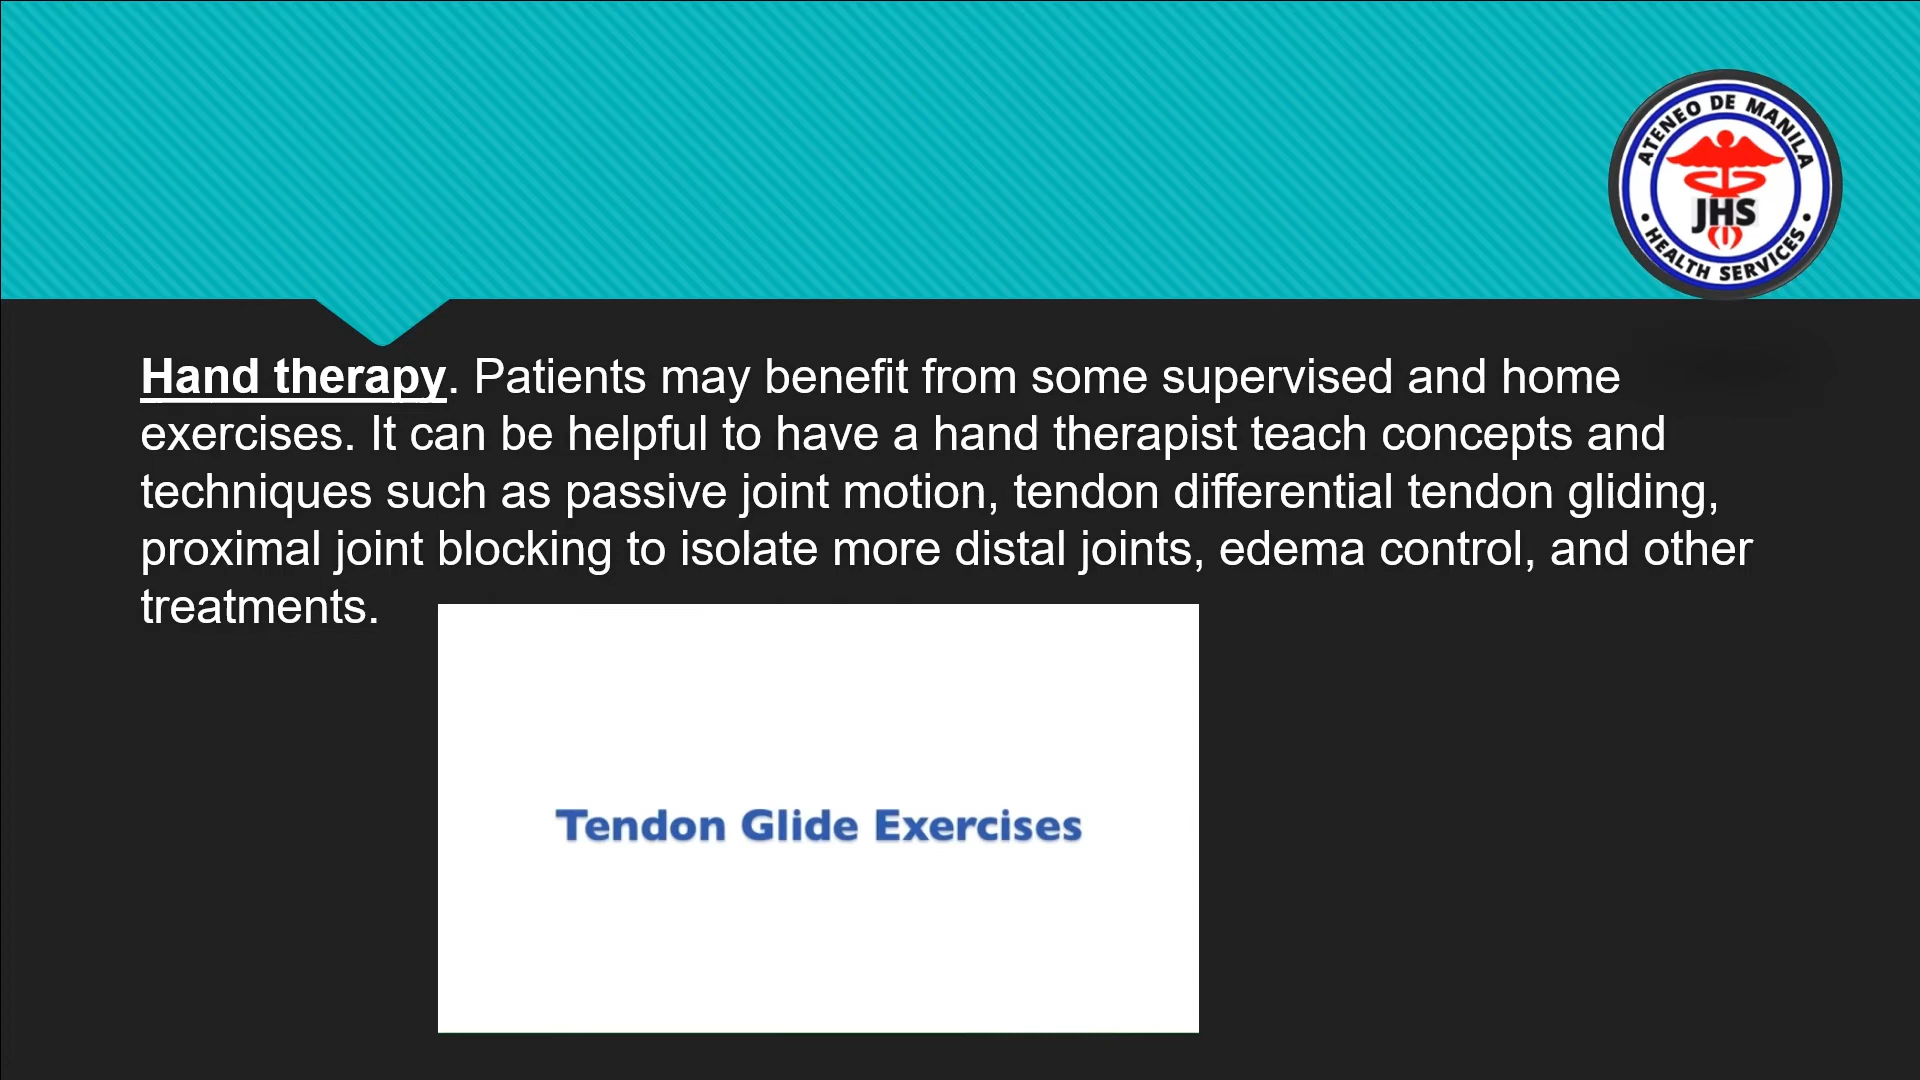 ATENEO DE MANILA
JHS
HEALTH SERVICES
Hand therapy. Patients may benefit from some supervised and home
exercises. It can be helpful to have a hand therapist teach concepts and
techniques such as passive joint motion, tendon differential tendon gliding,
proximal joint blocking to isolate more distal joints, edema control, and other
treatments.
Tendon Glide Exercises